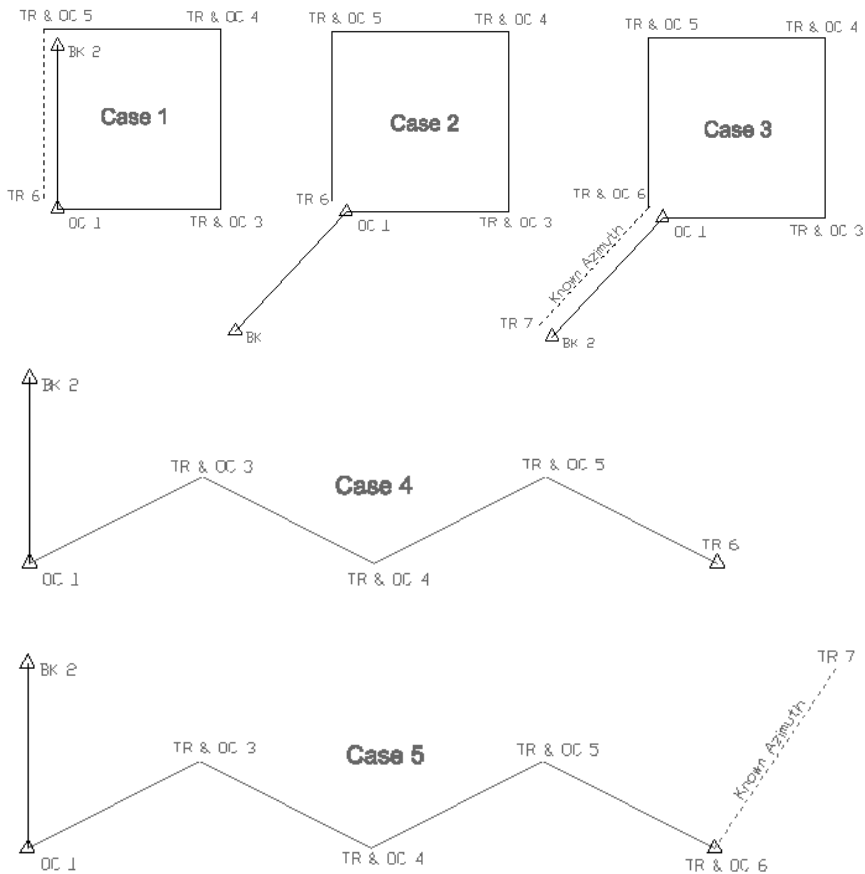 TR & OC 5
TR & OC 4
BK 2
Case 1
TR 6
OC 1
TR & OC 3
TR & OC 5
TR & OC 4
Case 2
TR 6
OC 1
TR & OC 3
BK
TR & OC 5
TR & OC 4
Case 3
TR & OC 6
OC 1
TR & OC 3
Known Azimuth
TR 7
BK 2
BK 2
TR & OC 3
Case 4
TR & OC 5
OC 1
TR & OC 4
TR 6
BK 2
TR 7
TR & OC 3
Case 5
TR & OC 5
Known Azimuth
OC 1
TR & OC 4
TR & OC 6